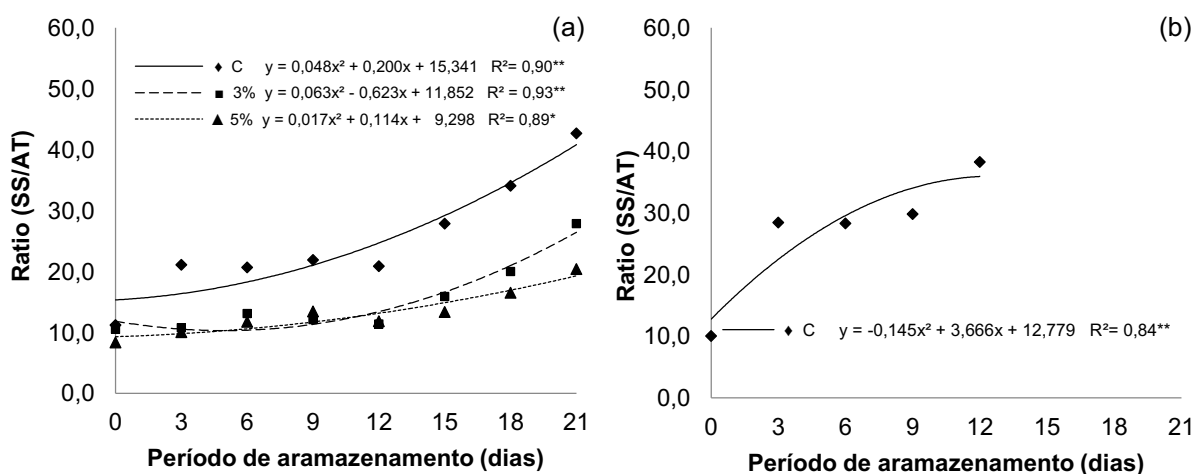 (a)
60,0
50,0
40,0
30,0
20,0
10,0
0,0
Ratio (SS/AT)
C y = 0,048x² + 0,200x + 15,341 R²= 0,90**
3% y = 0,063x² - 0,623x + 11,852 R² = 0,93**
5% y = 0,017x² + 0,114x + 9,298 R²= 0,89*
0 3 6 9 12 15 18 21
Período de aramazenamento (dias)
(b)
60,0
50,0
40,0
30,0
20,0
10,0
0,0
Ratio (SS/AT)
C y = -0,145x² + 3,666x + 12,779 R²= 0,84**
0 3 6 9 12 15 18 21
Período de aramazenamento (dias)